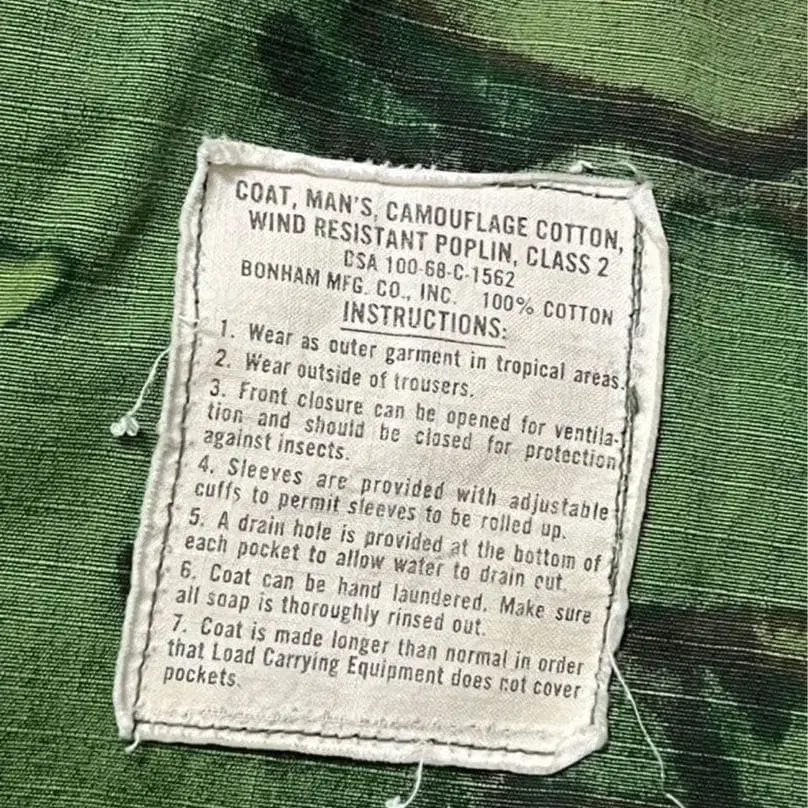 COAT, MAN'S, CAMOUFLAGE COTTON,
WIND RESISTANT POPLIN, CLASS 2
DSA 100-68-C-1562
BONHAM MFG. CO., INC. 100% COTTON
INSTRUCTIONS:
1. Wear as outer garment in tropical areas.
2. Wear outside of trousers.
3. Front closure can be opened for ventila-
tion and should be closed for protection
against insects.
4. Sleeves are provided with adjustable
cuffs to permit sleeves to be rolled up.
5. A drain hole is provided at the bottom of
each pocket to allow water to drain out.
6. Coat can be hand laundered. Make sure
all soap is thoroughly rinsed out.
7. Coat is made longer than normal in order
that Load Carrying Equipment does not cover
pockets.